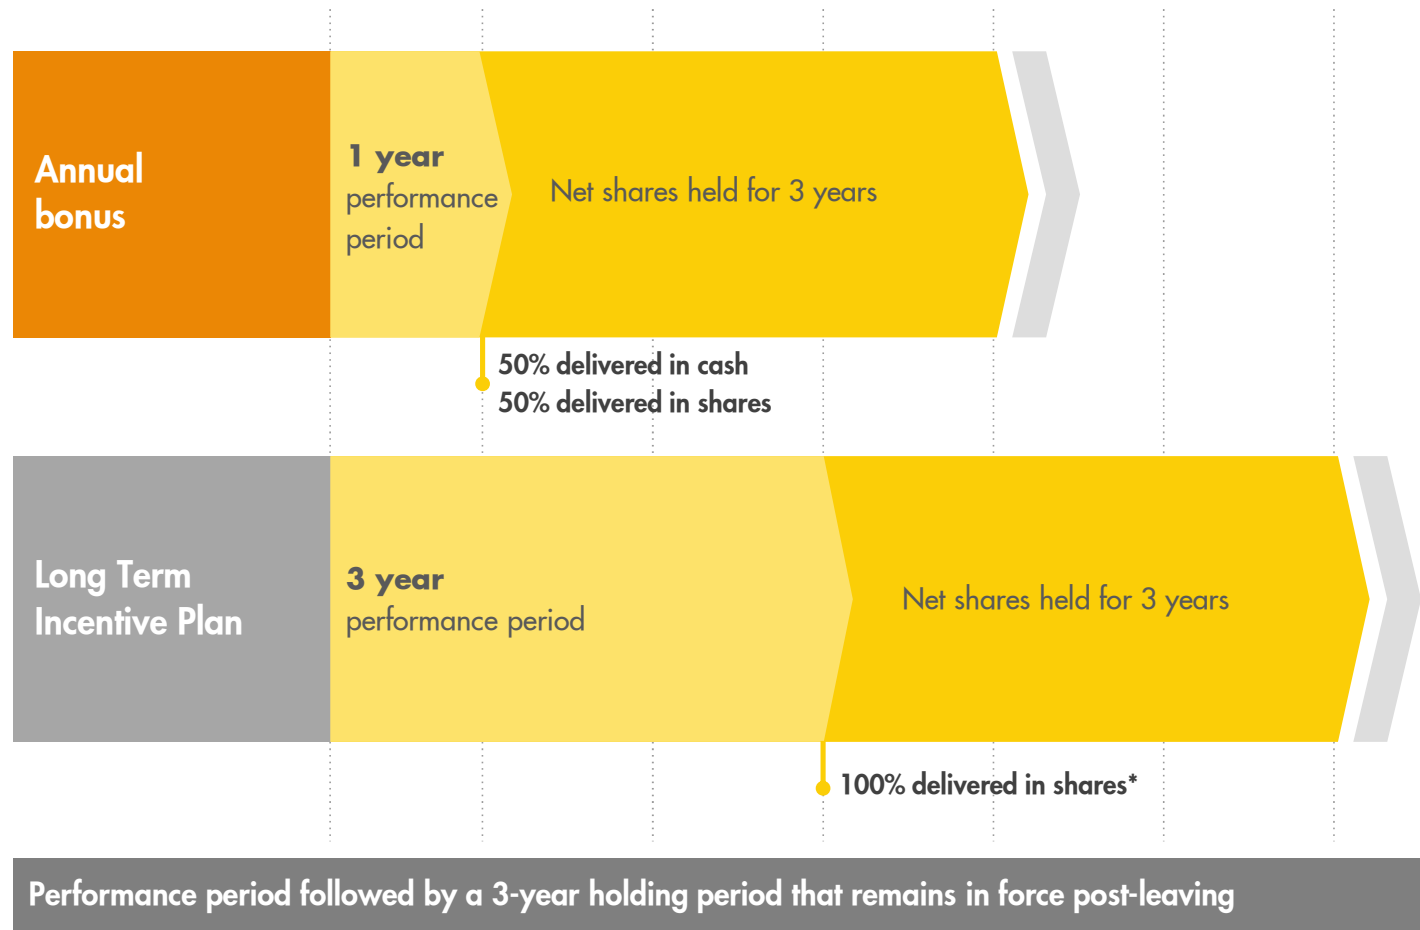 Annual
bonus
1 year
performance
period
Net shares held for 3 years
50% delivered in cash
50% delivered in shares
Long Term
Incentive Plan
3 year
performance period
Net shares held for 3 years
100% delivered in shares*
Performance period followed by a 3-year holding period that remains in force post-leaving